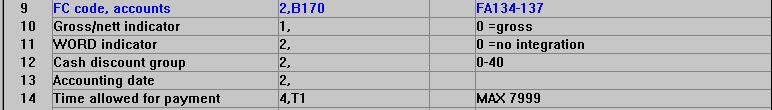 9 FC code, accounts 2,B170 FA134-137
10 Gross/nett indicator 1, 0 =gross
11 WORD indicator 2, 0 =no integration
12 Cash discount group 2, 0-40
13 Accounting date 2,
14 Time allowed for payment 4,T1 MAX 7999